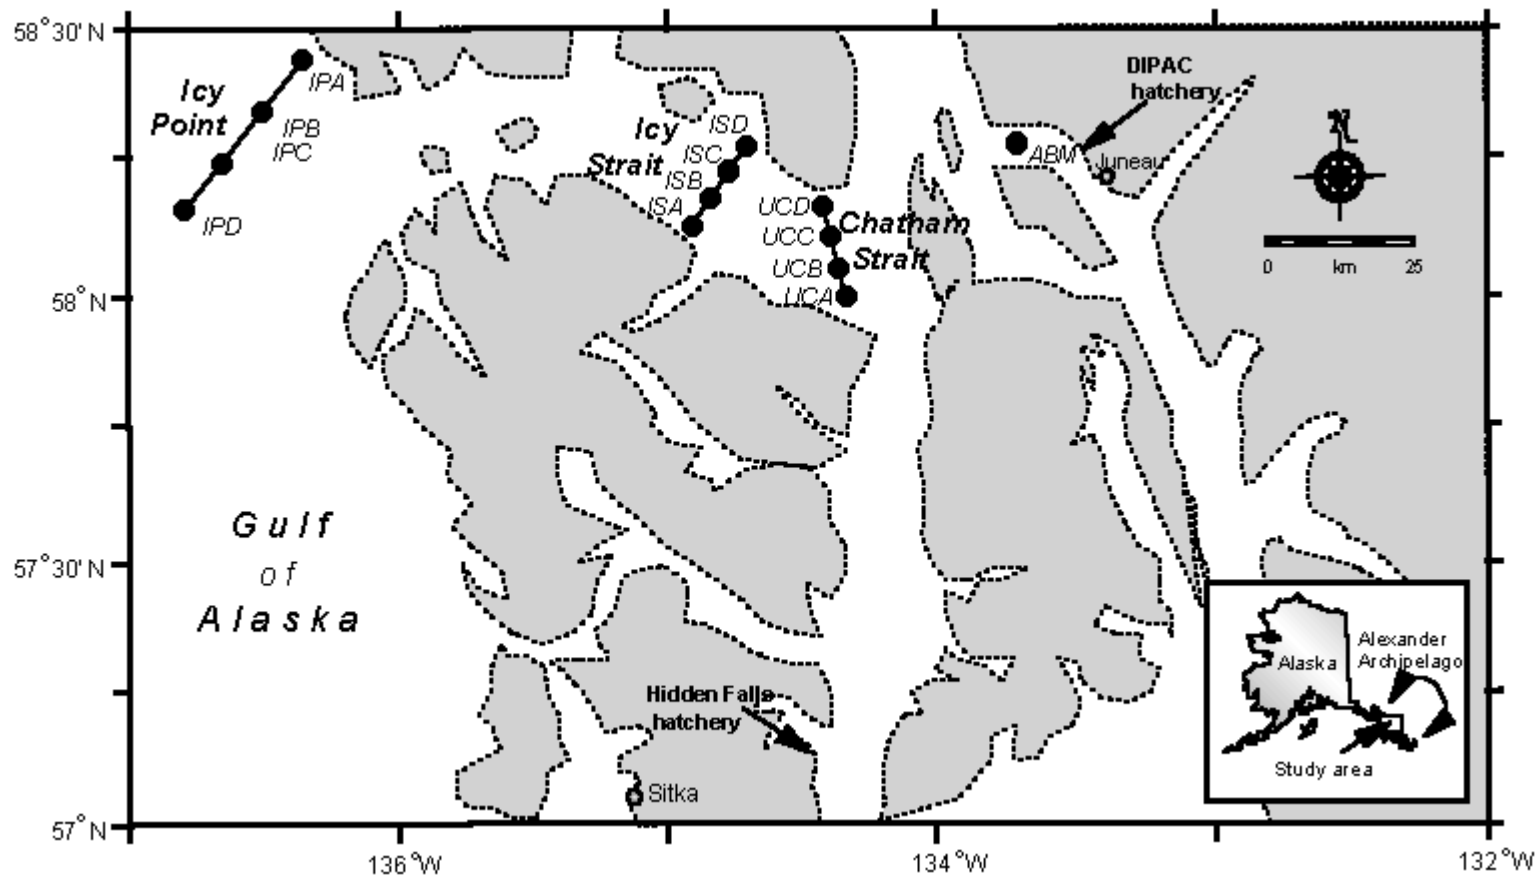 58°30' N
58° N
57°30' N
57° N
136°W
134°W
132°W
Icy
Point
IPA
IPB
IPC
IPD
Icy
Strait
ISD
ISC
ISB
ISA
UCD
UCC
UCB
UCA
Chatham
Strait
DIPAC
hatchery
ABM
Juneau
N
0 km 25
Gulf
of
Alaska
Hidden Falls
hatchery
Sitka
Alaska
Alexander
Archipelago
Study area